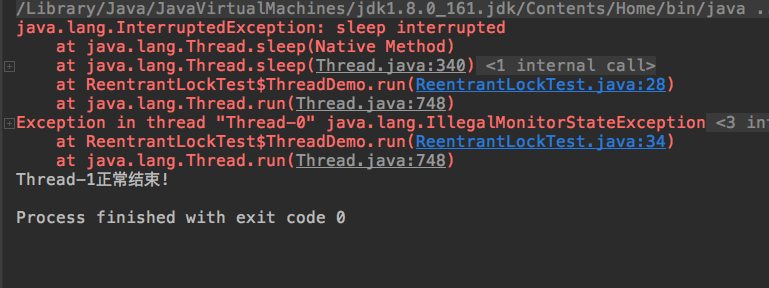 /Library/Java/JavaVirtualMachines/jdk1.8.0_161.jdk/Contents/Home/bin/java .
java.lang.InterruptedException: sleep interrupted
at java.lang.Thread.sleep(Native Method)
at java.lang.Thread.sleep(Thread.java:340) <1 internal call>
at ReentrantLockTest$ThreadDemo.run(ReentrantLockTest.java:28)
at java.lang.Thread.run(Thread.java:748)
Exception in thread "Thread-0" java.lang.IllegalMonitorStateException <3 in
at ReentrantLockTest$ThreadDemo.run(ReentrantLockTest.java:34)
at java.lang.Thread.run(Thread.java:748)
Thread-1正常结束!
Process finished with exit code 0